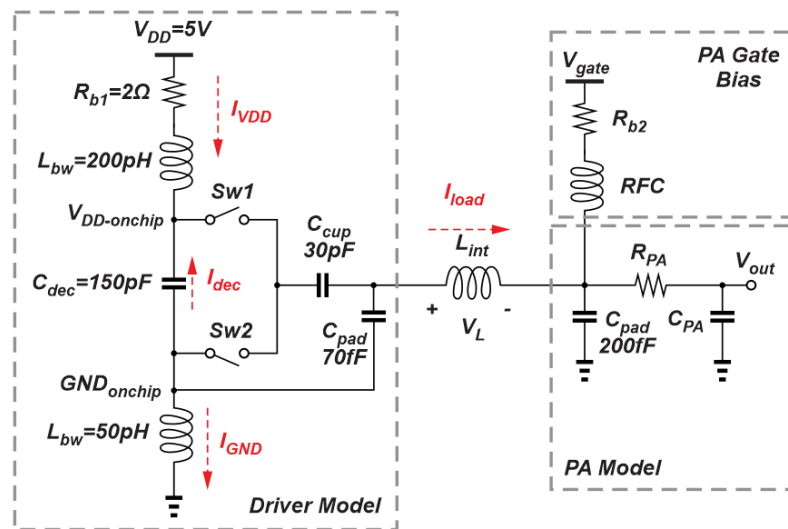 V_DD=5V
R_b1=2Ω
I_VDD
L_bw=200pH
Sw1
V_DD-onchip
C_cup
30pF
C_dec=150pF
I_dec
Sw2
C_pad
70fF
GND_onchip
L_bw=50pH
I_GND
Driver Model
I_load
L_int
+
V_L
-
PA Gate
Bias
V_gate
R_b2
RFC
R_PA
V_out
C_pad
200fF
C_PA
PA Model